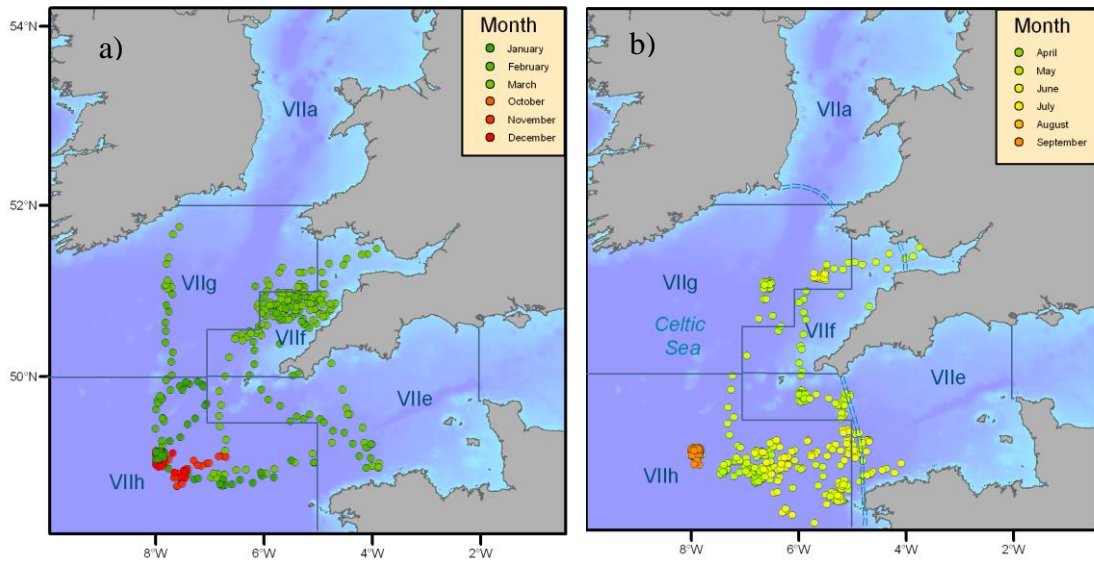 54°N
52°N
50°N
a)
Month
January
February
March
October
November
December
VIIa
VIIg
VIIf
VIIe
VIIh
8°W
6°W
4°W
2°W
b)
Month
April
May
June
July
August
September
VIIa
VIIg
Celtic
Sea
VIIf
VIIe
VIIh
8°W
6°W
4°W
2°W